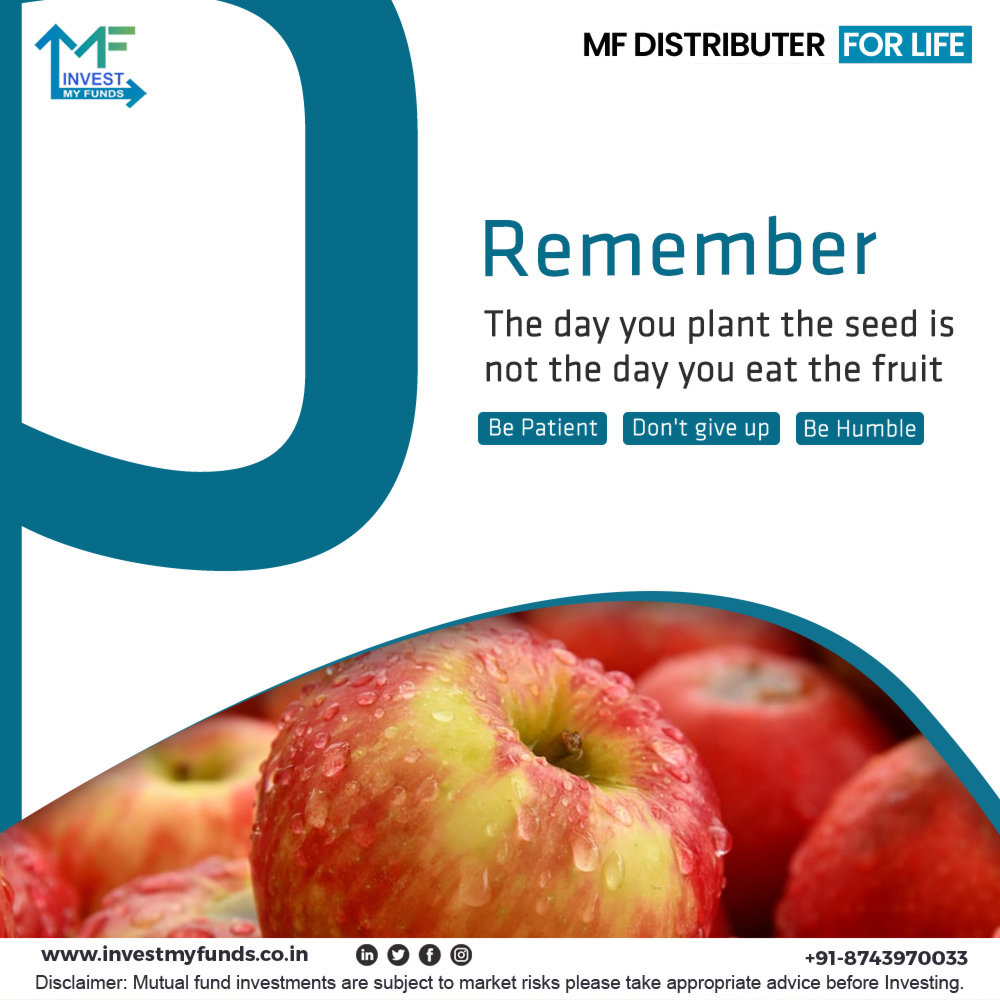 MF
INVEST
MY FUNDS
MF DISTRIBUTER FOR LIFE
Remember
The day you plant the seed is
not the day you eat the fruit
Be Patient Don't give up Be Humble
www.investmyfunds.co.in +91-8743970033
Disclaimer: Mutual fund investments are subject to market risks please take appropriate advice before Investing.